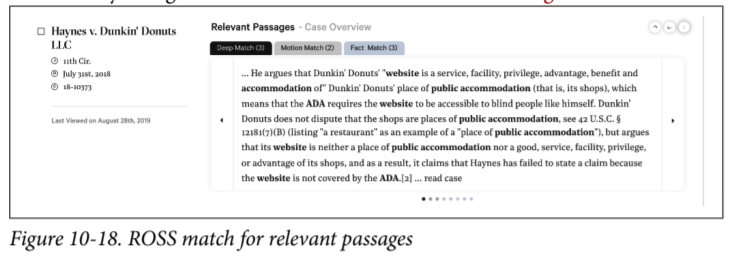 Haynes v. Dunkin' Donuts
LLC
11th Cir.
July 31st, 2018
18-10373
Last Viewed on August 28th, 2019
Relevant Passages - Case Overview
Deep Match (3) Motion Match (2) Fact Match (3)
... He argues that Dunkin' Donuts' "website is a service, facility, privilege, advantage, benefit and
accommodation of" Dunkin' Donuts' place of public accommodation (that is, its shops), which
means that the ADA requires the website to be accessible to blind people like himself. Dunkin'
Donuts does not dispute that the shops are places of public accommodation, see 42 U.S.C. §
12181(7)(B) (listing "a restaurant" as an example of a "place of public accommodation"), but argues
that its website is neither a place of public accommodation nor a good, service, facility, privilege,
or advantage of its shops, and as a result, it claims that Haynes has failed to state a claim because
the website is not covered by the ADA.[2] ... read case
Figure 10-18. ROSS match for relevant passages